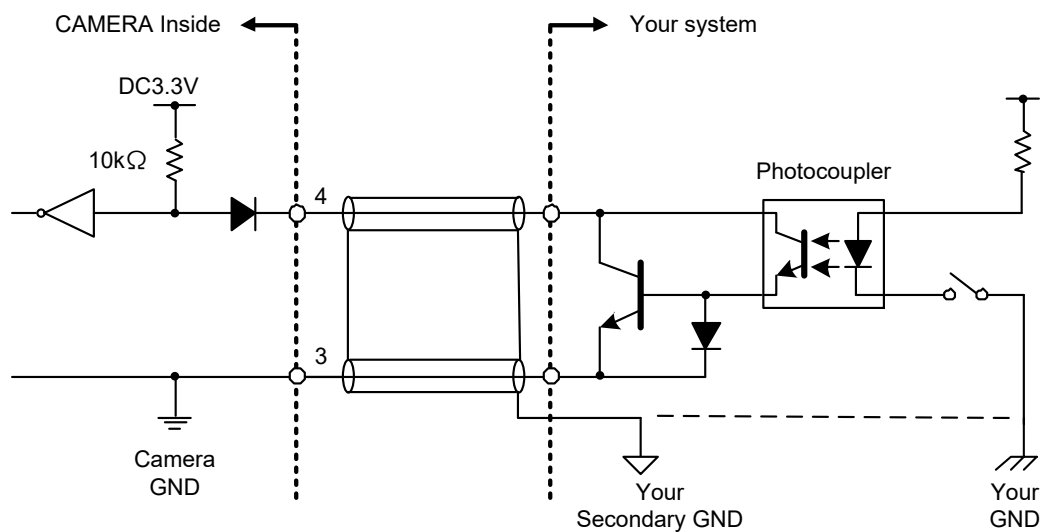 CAMERA Inside
Your system
DC3.3V
10kΩ
Photocoupler
4
3
Camera
GND
Your
Secondary GND
Your
GND